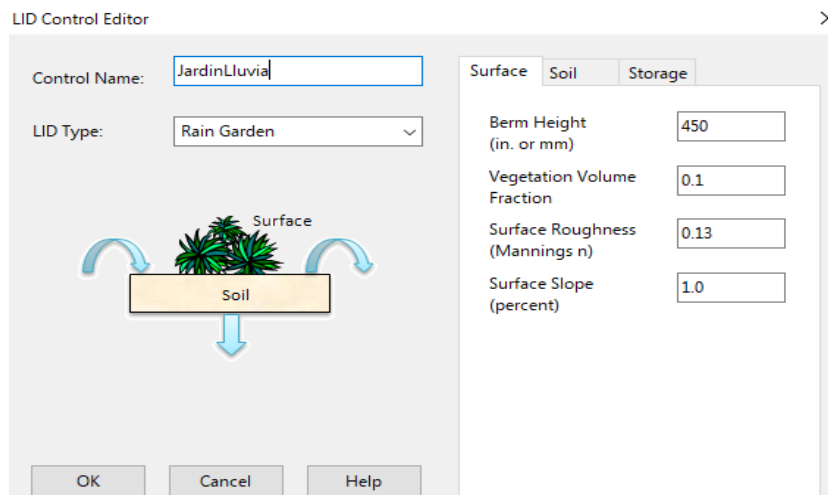 LID Control Editor
Control Name: JardinLluvia
LID Type: Rain Garden
Surface
Soil
OK Cancel Help
Surface Soil Storage
Berm Height
(in. or mm) 450
Vegetation Volume
Fraction 0.1
Surface Roughness
(Mannings n) 0.13
Surface Slope
(percent) 1.0